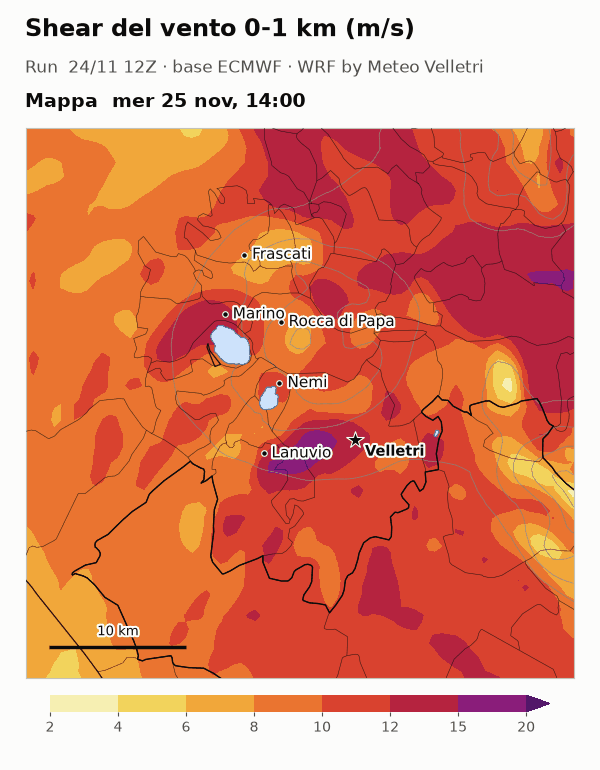 Shear del vento 0-1 km (m/s)
Run  24/11 12Z · base ECMWF · WRF by Meteo Velletri
Mappa  mer 25 nov, 14:00
Frascati
Marino
Rocca di Papa
Nemi
Lanuvio
Velletri
10 km
2 4 6 8 10 12 15 20